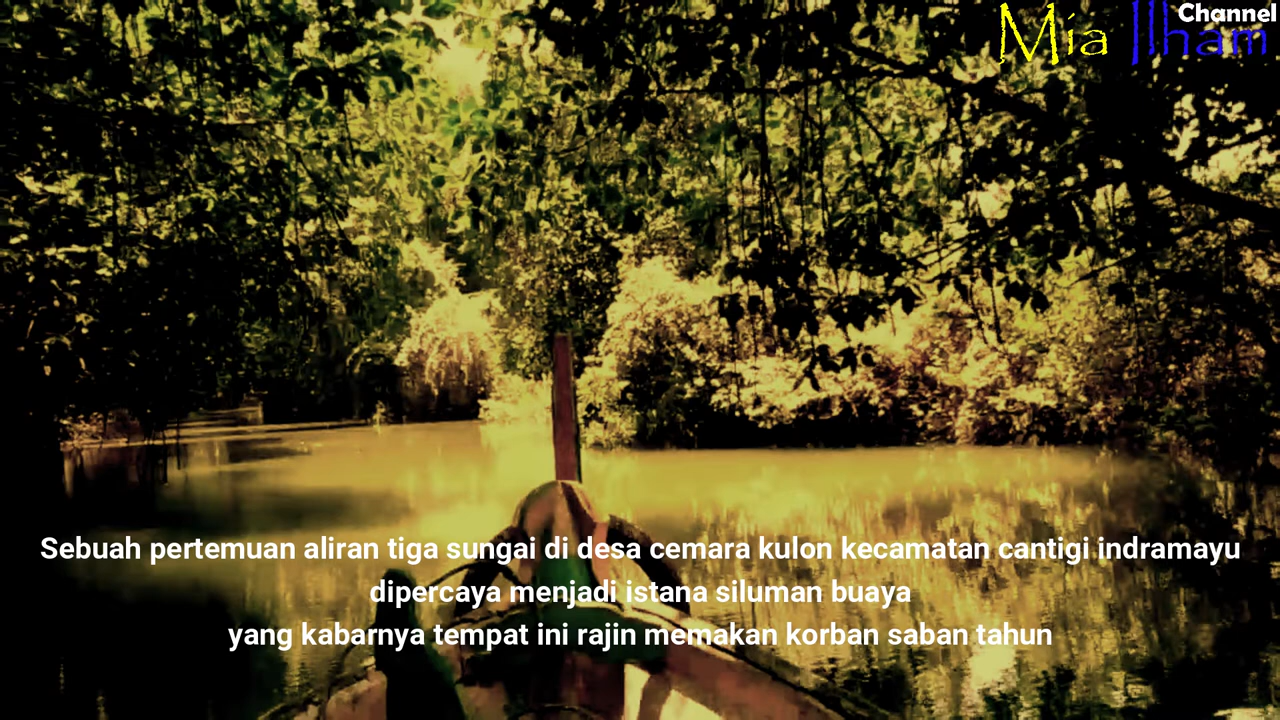 Channel
Mia Ilham
Sebuah pertemuan aliran tiga sungai di desa cemara kulon kecamatan cantigi indramayu
dipercaya menjadi istana siluman buaya
yang kabarnya tempat ini rajin memakan korban saban tahun